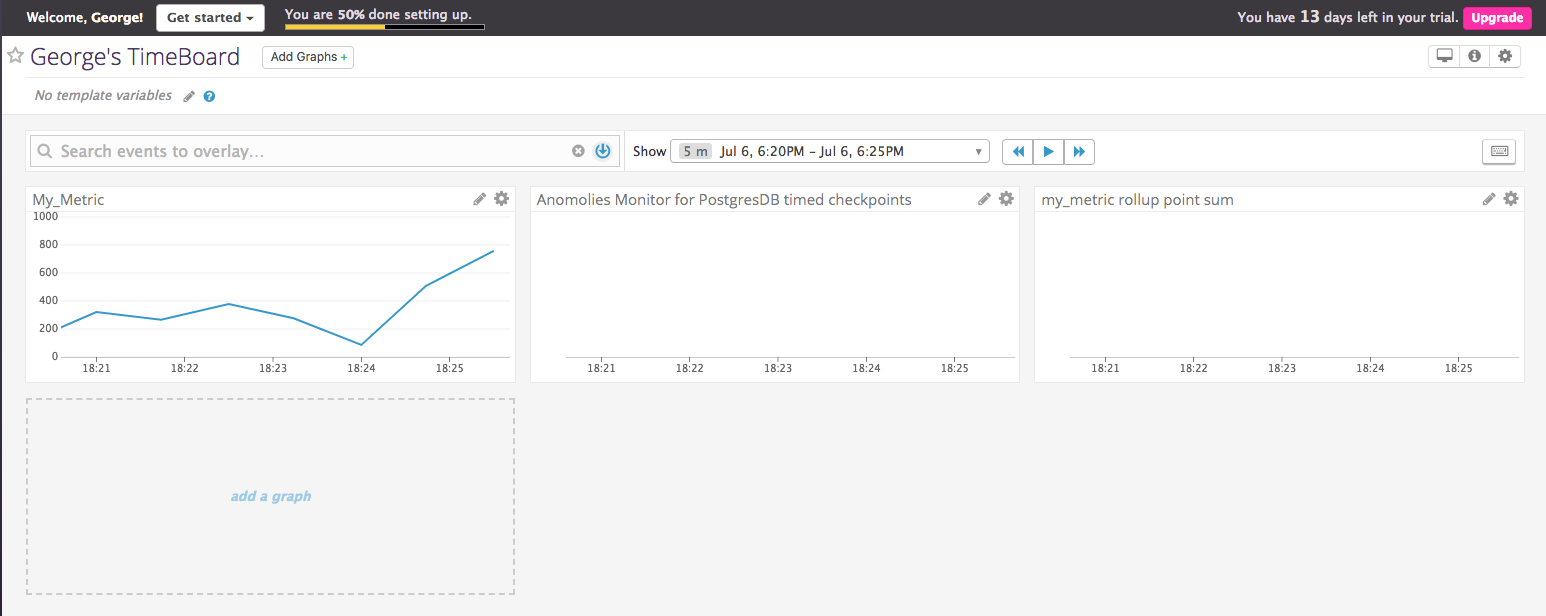 Welcome, George! Get started You are 50% done setting up. You have 13 days left in your trial. Upgrade
George's TimeBoard Add Graphs +
No template variables ?
Search events to overlay... Show 5 m Jul 6, 6:20PM – Jul 6, 6:25PM
My_Metric
1000
800
600
400
200
0
18:21 18:22 18:23 18:24 18:25
Anomolies Monitor for PostgresDB timed checkpoints
18:21 18:22 18:23 18:24 18:25
my_metric rollup point sum
18:21 18:22 18:23 18:24 18:25
add a graph